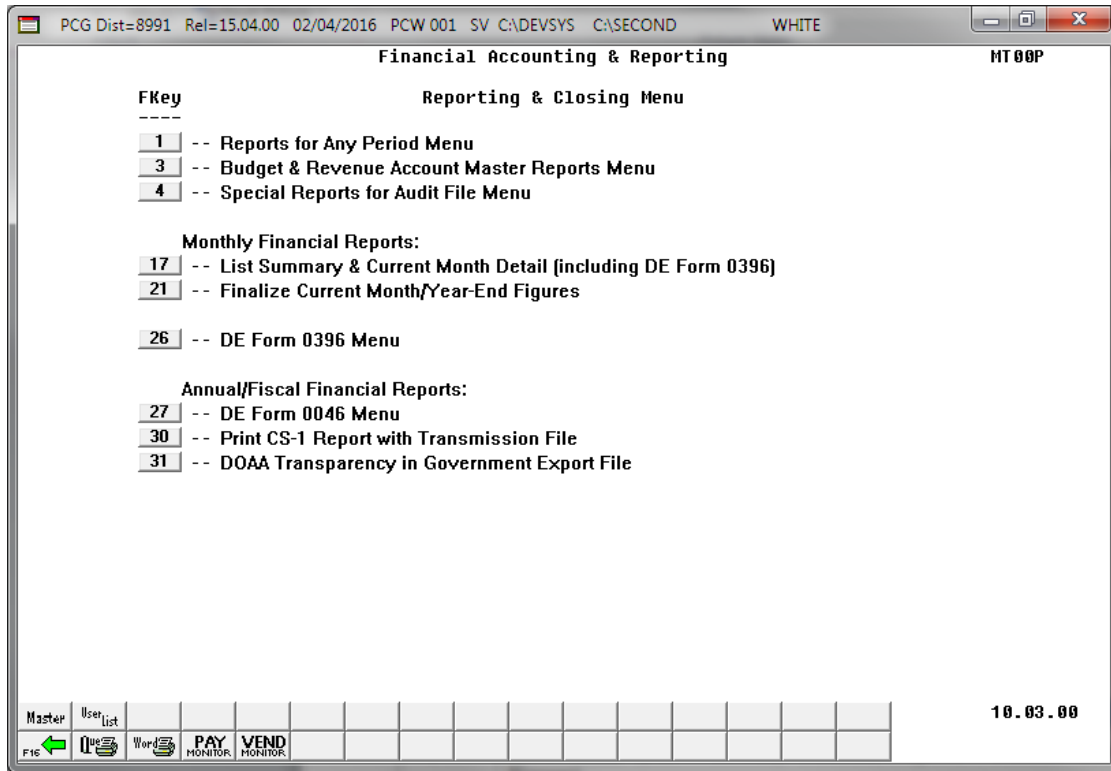 PCG Dist=8991 Rel=15.04.00 02/04/2016 PCW 001 SV C:\DEVSYS C:\SECOND WHITE
Financial Accounting & Reporting MT00P
FKey Reporting & Closing Menu
----
1 -- Reports for Any Period Menu
3 -- Budget & Revenue Account Master Reports Menu
4 -- Special Reports for Audit File Menu
Monthly Financial Reports:
17 -- List Summary & Current Month Detail (including DE Form 0396)
21 -- Finalize Current Month/Year-End Figures
26 -- DE Form 0396 Menu
Annual/Fiscal Financial Reports:
27 -- DE Form 0046 Menu
30 -- Print CS-1 Report with Transmission File
31 -- DOAA Transparency in Government Export File
Master User List 10.03.00
F16 Que Word PAY MONITOR VEND MONITOR